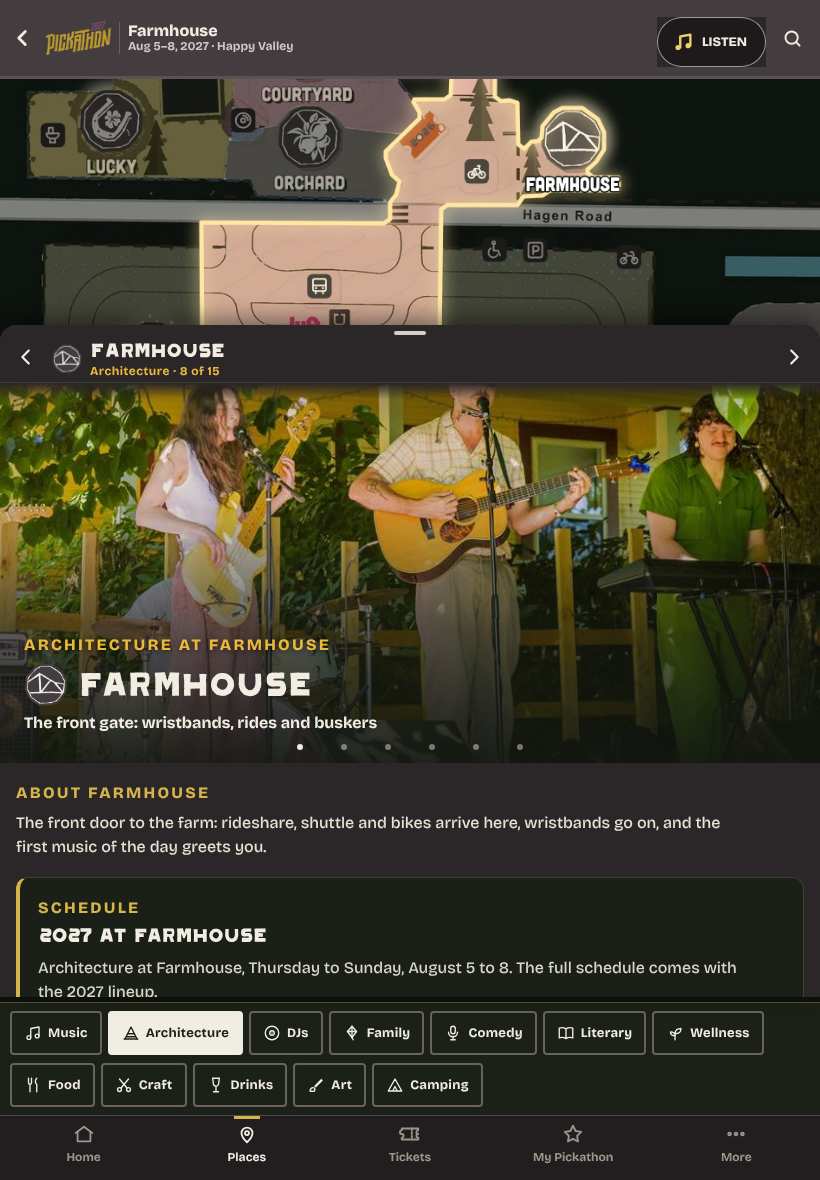 PICKATHON
Farmhouse
Aug 5–8, 2027 · Happy Valley
LISTEN
COURTYARD
LUCKY
ORCHARD
FARMHOUSE
Hagen Road
P
FARMHOUSE
Architecture · 8 of 15
ARCHITECTURE AT FARMHOUSE
FARMHOUSE
The front gate: wristbands, rides and buskers
ABOUT FARMHOUSE
The front door to the farm: rideshare, shuttle and bikes arrive here, wristbands go on, and the
first music of the day greets you.
SCHEDULE
2027 AT FARMHOUSE
Architecture at Farmhouse, Thursday to Sunday, August 5 to 8. The full schedule comes with
the 2027 lineup.
Music
Architecture
DJs
Family
Comedy
Literary
Wellness
Food
Craft
Drinks
Art
Camping
Home
Places
Tickets
My Pickathon
More